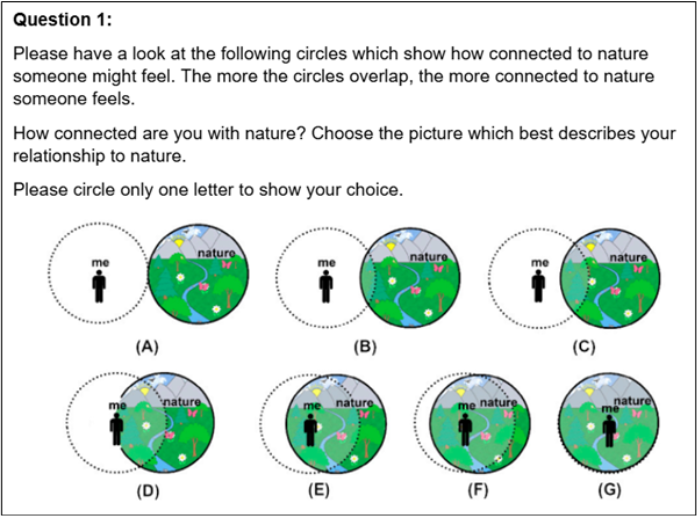 Question 1:
Please have a look at the following circles which show how connected to nature
someone might feel. The more the circles overlap, the more connected to nature
someone feels.
How connected are you with nature? Choose the picture which best describes your
relationship to nature.
Please circle only one letter to show your choice.
me nature me nature me nature
(A) (B) (C)
me nature me nature me nature me nature
(D) (E) (F) (G)